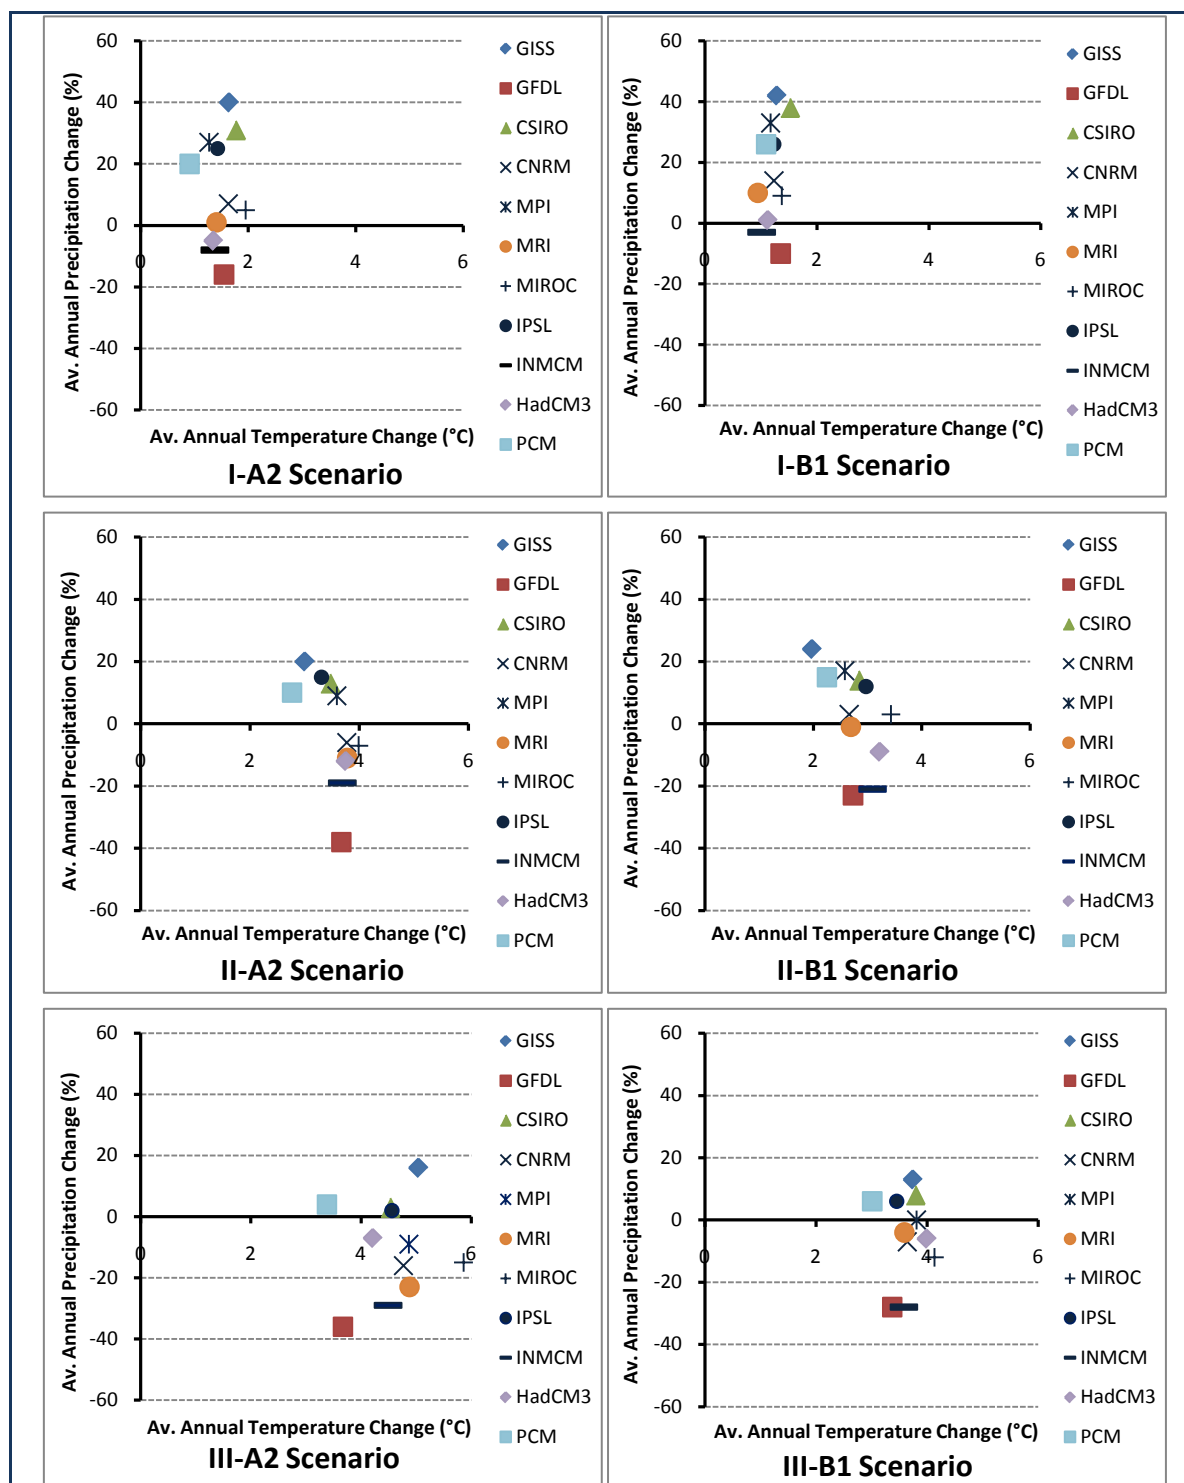 60
40
20
0
-20
-40
-60
0
2
4
6
Av. Annual Precipitation Change (%)
Av. Annual Temperature Change (°C)
GISS
GFDL
CSIRO
CNRM
MPI
MRI
MIROC
IPSL
INMCM
HadCM3
PCM
I-A2 Scenario
60
40
20
0
-20
-40
-60
0
2
4
6
Av. Annual Precipitation Change (%)
Av. Annual Temperature Change (°C)
GISS
GFDL
CSIRO
CNRM
MPI
MRI
MIROC
IPSL
INMCM
HadCM3
PCM
I-B1 Scenario
60
40
20
0
-20
-40
-60
0
2
4
6
Av. Annual Precipitation Change (%)
Av. Annual Temperature Change (°C)
GISS
GFDL
CSIRO
CNRM
MPI
MRI
MIROC
IPSL
INMCM
HadCM3
PCM
II-A2 Scenario
60
40
20
0
-20
-40
-60
0
2
4
6
Av. Annual Precipitation Change (%)
Av. Annual Temperature Change (°C)
GISS
GFDL
CSIRO
CNRM
MPI
MRI
MIROC
IPSL
INMCM
HadCM3
PCM
II-B1 Scenario
60
40
20
0
-20
-40
-60
0
2
4
6
Av. Annual Precipitation Change (%)
Av. Annual Temperature Change (°C)
GISS
GFDL
CSIRO
CNRM
MPI
MRI
MIROC
IPSL
INMCM
HadCM3
PCM
III-A2 Scenario
60
40
20
0
-20
-40
-60
0
2
4
6
Av. Annual Precipitation Change (%)
Av. Annual Temperature Change (°C)
GISS
GFDL
CSIRO
CNRM
MPI
MRI
MIROC
IPSL
INMCM
HadCM3
PCM
III-B1 Scenario